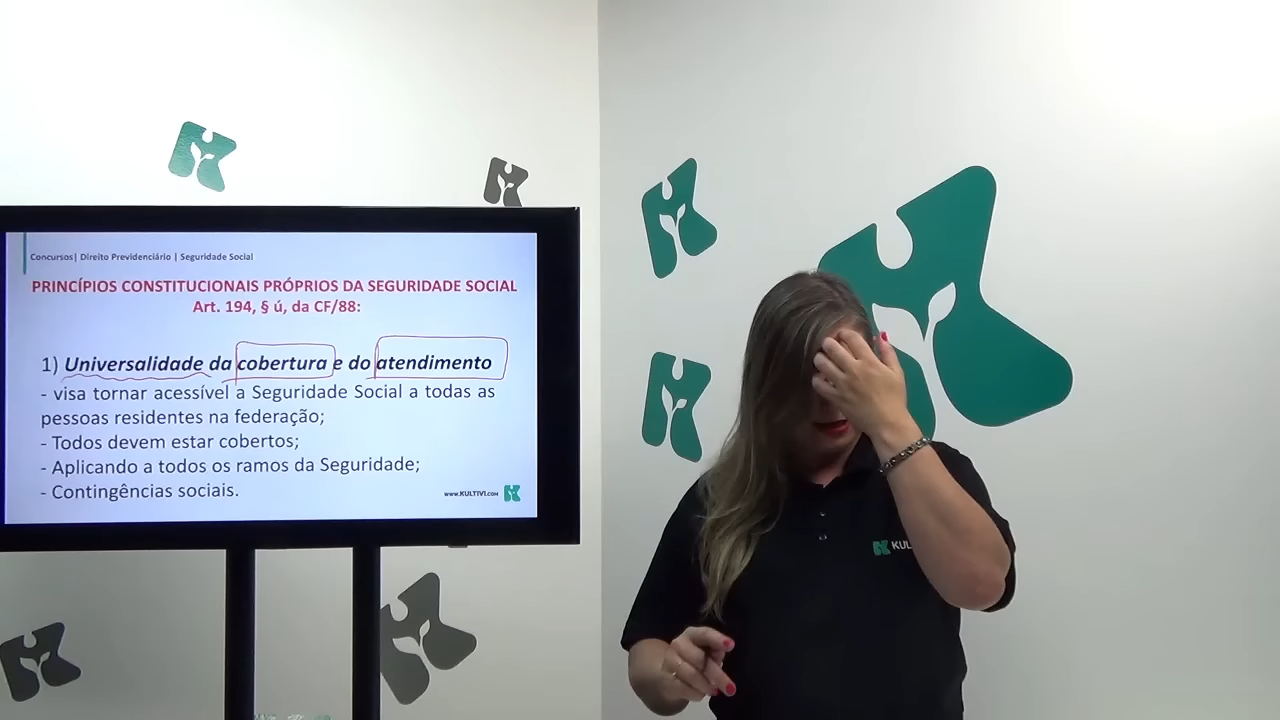 Concursos| Direito Previdenciário | Seguridade Social
PRINCÍPIOS CONSTITUCIONAIS PRÓPRIOS DA SEGURIDADE SOCIAL
Art. 194, § ú, da CF/88:
1) Universalidade da cobertura e do atendimento
- visa tornar acessível a Seguridade Social a todas as
pessoas residentes na federação;
- Todos devem estar cobertos;
- Aplicando a todos os ramos da Seguridade;
- Contingências sociais.
www.KULTIVI.com
KUL